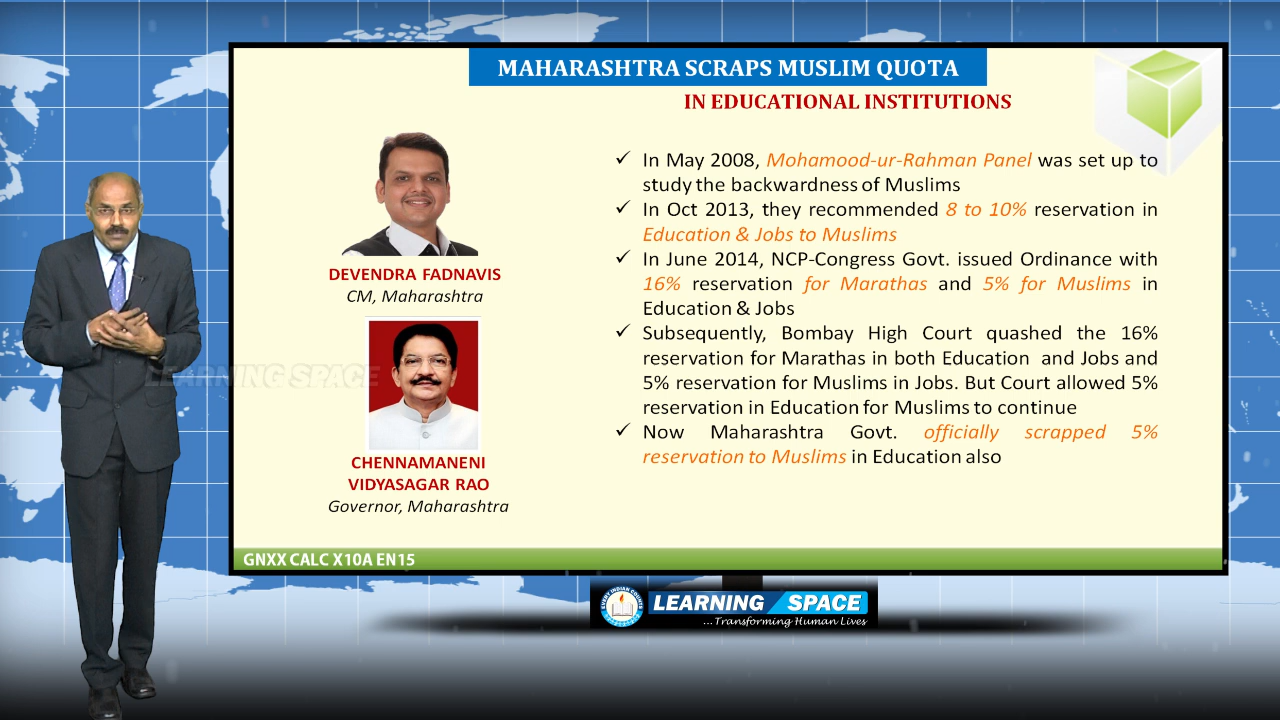 MAHARASHTRA SCRAPS MUSLIM QUOTA
IN EDUCATIONAL INSTITUTIONS
DEVENDRA FADNAVIS
CM, Maharashtra
CHENNAMANENI
VIDYASAGAR RAO
Governor, Maharashtra
✓ In May 2008, Mohamood-ur-Rahman Panel was set up to
study the backwardness of Muslims
✓ In Oct 2013, they recommended 8 to 10% reservation in
Education & Jobs to Muslims
✓ In June 2014, NCP-Congress Govt. issued Ordinance with
16% reservation for Marathas and 5% for Muslims in
Education & Jobs
✓ Subsequently, Bombay High Court quashed the 16%
reservation for Marathas in both Education and Jobs and
5% reservation for Muslims in Jobs. But Court allowed 5%
reservation in Education for Muslims to continue
✓ Now Maharashtra Govt. officially scrapped 5%
reservation to Muslims in Education also
LEARNING SPACE
GNXX CALC X10A EN15
EVERY INDIAN COUNTS
LEARNING SPACE
...Transforming Human Lives